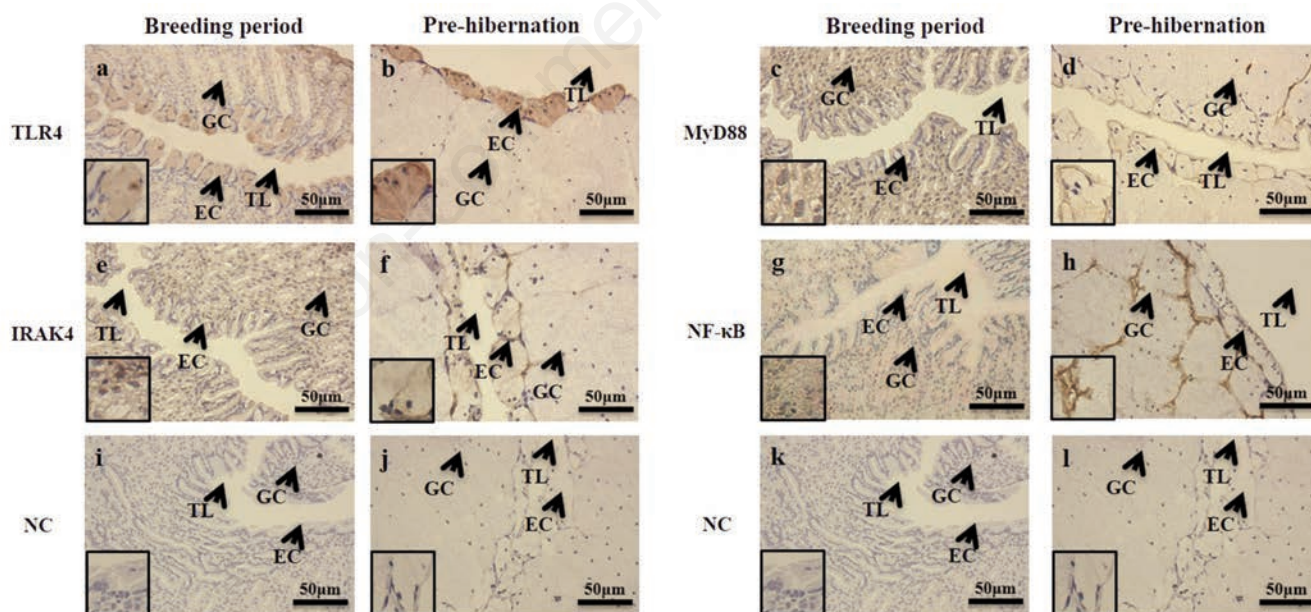 Breeding period Pre-hibernation Breeding period Pre-hibernation
a b c d
TLR4 GC TL EC 50μm TL EC GC 50μm MyD88 GC TL EC 50μm GC EC TL 50μm
e f g h
IRAK4 TL EC GC 50μm TL EC GC 50μm NF-κB EC TL GC 50μm GC EC TL 50μm
i j k l
NC TL GC EC 50μm GC TL EC 50μm NC TL GC EC 50μm GC TL EC 50μm